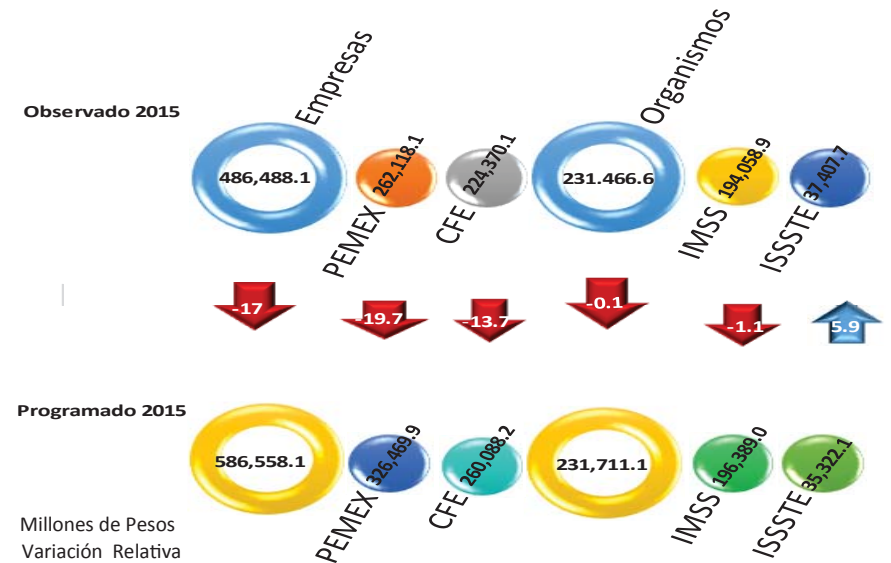 Observado 2015
Empresas
486,488.1
PEMEX 262,118.1
CFE 224,370.1
Organismos
231.466.6
IMSS 194,058.9
ISSSTE 37,407.7
-17
-19.7
-13.7
-0.1
-1.1
5.9
Programado 2015
586,558.1
PEMEX 326,469.9
CFE 260,088.2
231,711.1
IMSS 196,389.0
ISSSTE 35,322.1
Millones de Pesos
Variación Relativa